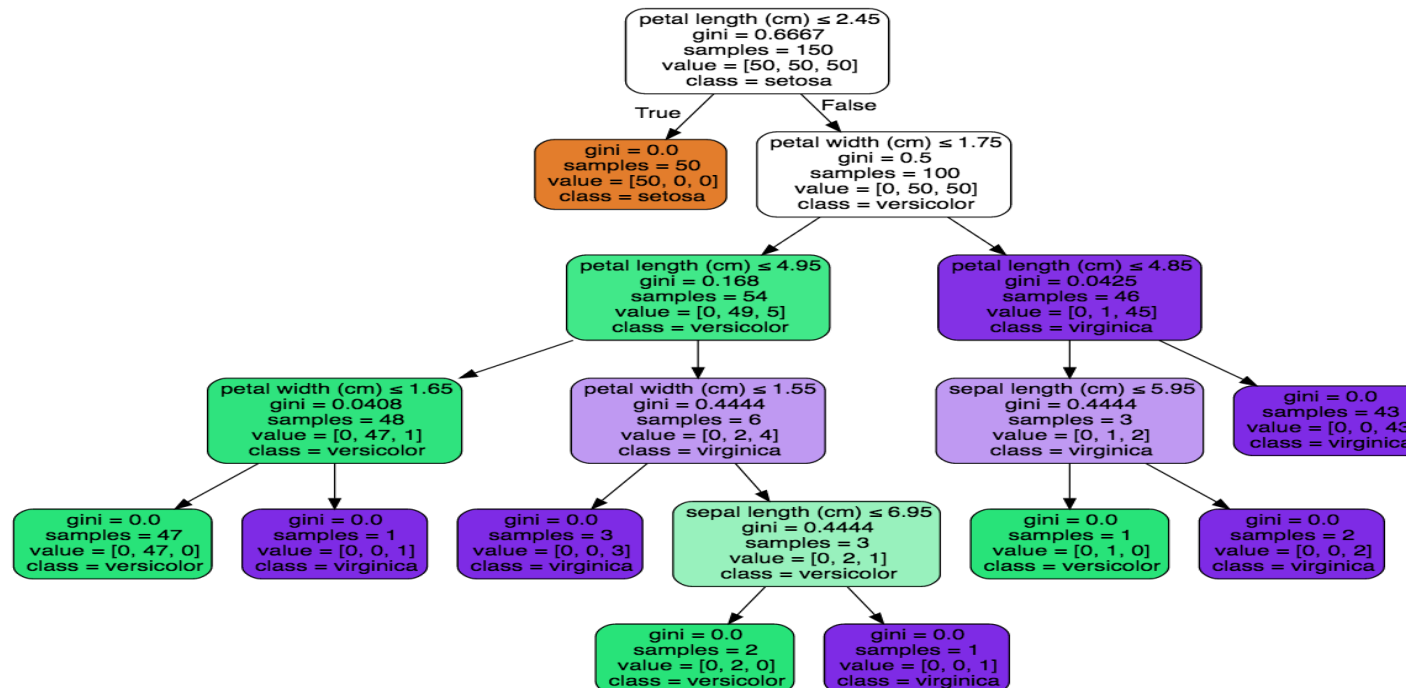 petal length (cm) ≤ 2.45
gini = 0.6667
samples = 150
value = [50, 50, 50]
class = setosa
True
False
gini = 0.0
samples = 50
value = [50, 0, 0]
class = setosa
petal width (cm) ≤ 1.75
gini = 0.5
samples = 100
value = [0, 50, 50]
class = versicolor
petal length (cm) ≤ 4.95
gini = 0.168
samples = 54
value = [0, 49, 5]
class = versicolor
petal length (cm) ≤ 4.85
gini = 0.0425
samples = 46
value = [0, 1, 45]
class = virginica
petal width (cm) ≤ 1.65
gini = 0.0408
samples = 48
value = [0, 47, 1]
class = versicolor
petal width (cm) ≤ 1.55
gini = 0.4444
samples = 6
value = [0, 2, 4]
class = virginica
sepal length (cm) ≤ 5.95
gini = 0.4444
samples = 3
value = [0, 1, 2]
class = virginica
gini = 0.0
samples = 43
value = [0, 0, 43
class = virginica
gini = 0.0
samples = 47
value = [0, 47, 0]
class = versicolor
gini = 0.0
samples = 1
value = [0, 0, 1]
class = virginica
gini = 0.0
samples = 3
value = [0, 0, 3]
class = virginica
sepal length (cm) ≤ 6.95
gini = 0.4444
samples = 3
value = [0, 2, 1]
class = versicolor
gini = 0.0
samples = 1
value = [0, 1, 0]
class = versicolor
gini = 0.0
samples = 2
value = [0, 0, 2]
class = virginica
gini = 0.0
samples = 2
value = [0, 2, 0]
class = versicolor
gini = 0.0
samples = 1
value = [0, 0, 1]
class = virginica